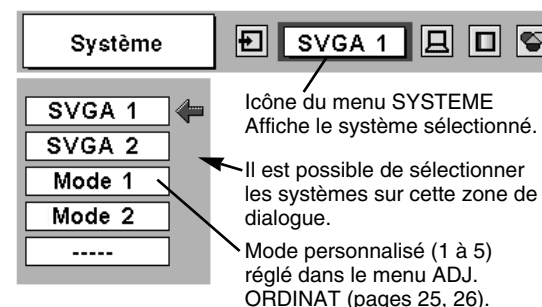 Système
SVGA 1
SVGA 1
SVGA 2
Mode 1
Mode 2
-----
Icône du menu SYSTEME
Affiche le système sélectionné.
Il est possible de sélectionner
les systèmes sur cette zone de
dialogue.
Mode personnalisé (1 à 5)
réglé dans le menu ADJ.
ORDINAT (pages 25, 26).